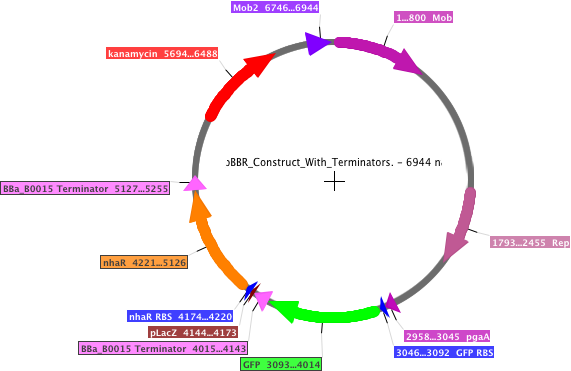 Mob2 6746...6944
1...800 Mob
kanamycin 5694...6488
oBBR_Construct_With_Terminators. - 6944 n
BBa_B0015 Terminator 5127...5255
1793...2455 Rep
nhaR 4221...5126
nhaR RBS 4174...4220
pLacZ 4144...4173
BBa_B0015 Terminator 4015...4143
GFP 3093...4014
2958...3045 pgaA
3046...3092 GFP RBS